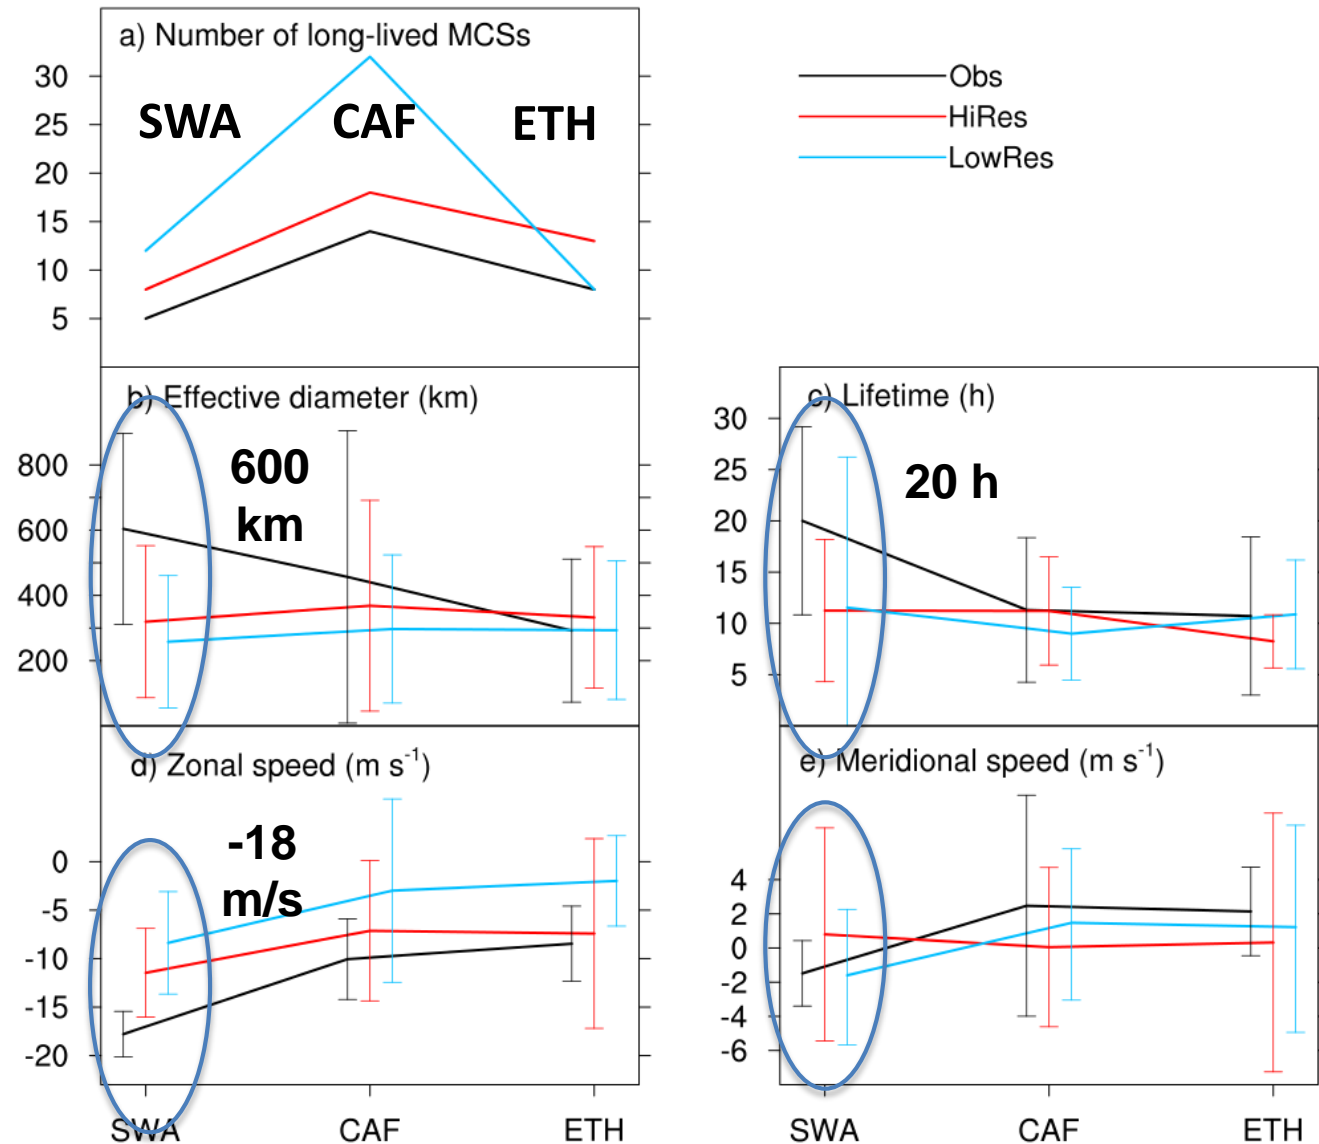 a) Number of long-lived MCSs
30
25
20
15
10
5
SWA
CAF
ETH
Obs
HiRes
LowRes
b) Effective diameter (km)
800
600
400
200
600
km
c) Lifetime (h)
30
25
20
15
10
5
20 h
d) Zonal speed (m s-1)
0
-5
-10
-15
-20
-18
m/s
SWA
CAF
ETH
e) Meridional speed (m s-1)
4
2
0
-2
-4
-6
SWA
CAF
ETH